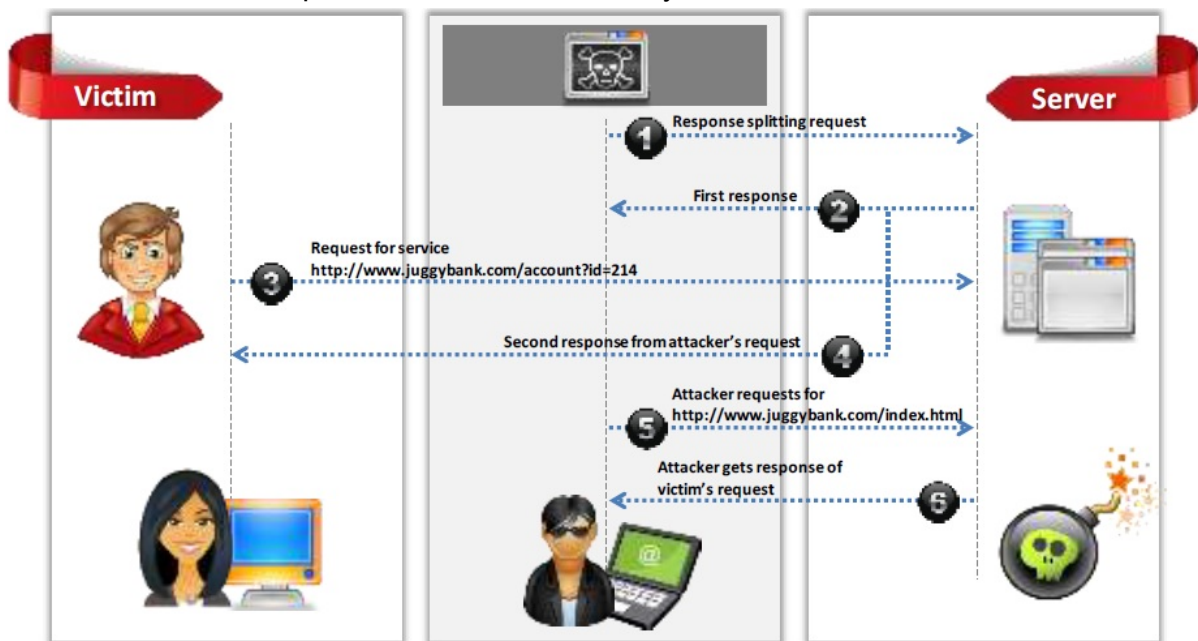 Victim
Server
1
Response splitting request
First response
2
Request for service
http://www.juggybank.com/account?id=214
3
Second response from attacker's request
4
Attacker requests for
http://www.juggybank.com/index.html
5
Attacker gets response of
victim's request
6
@